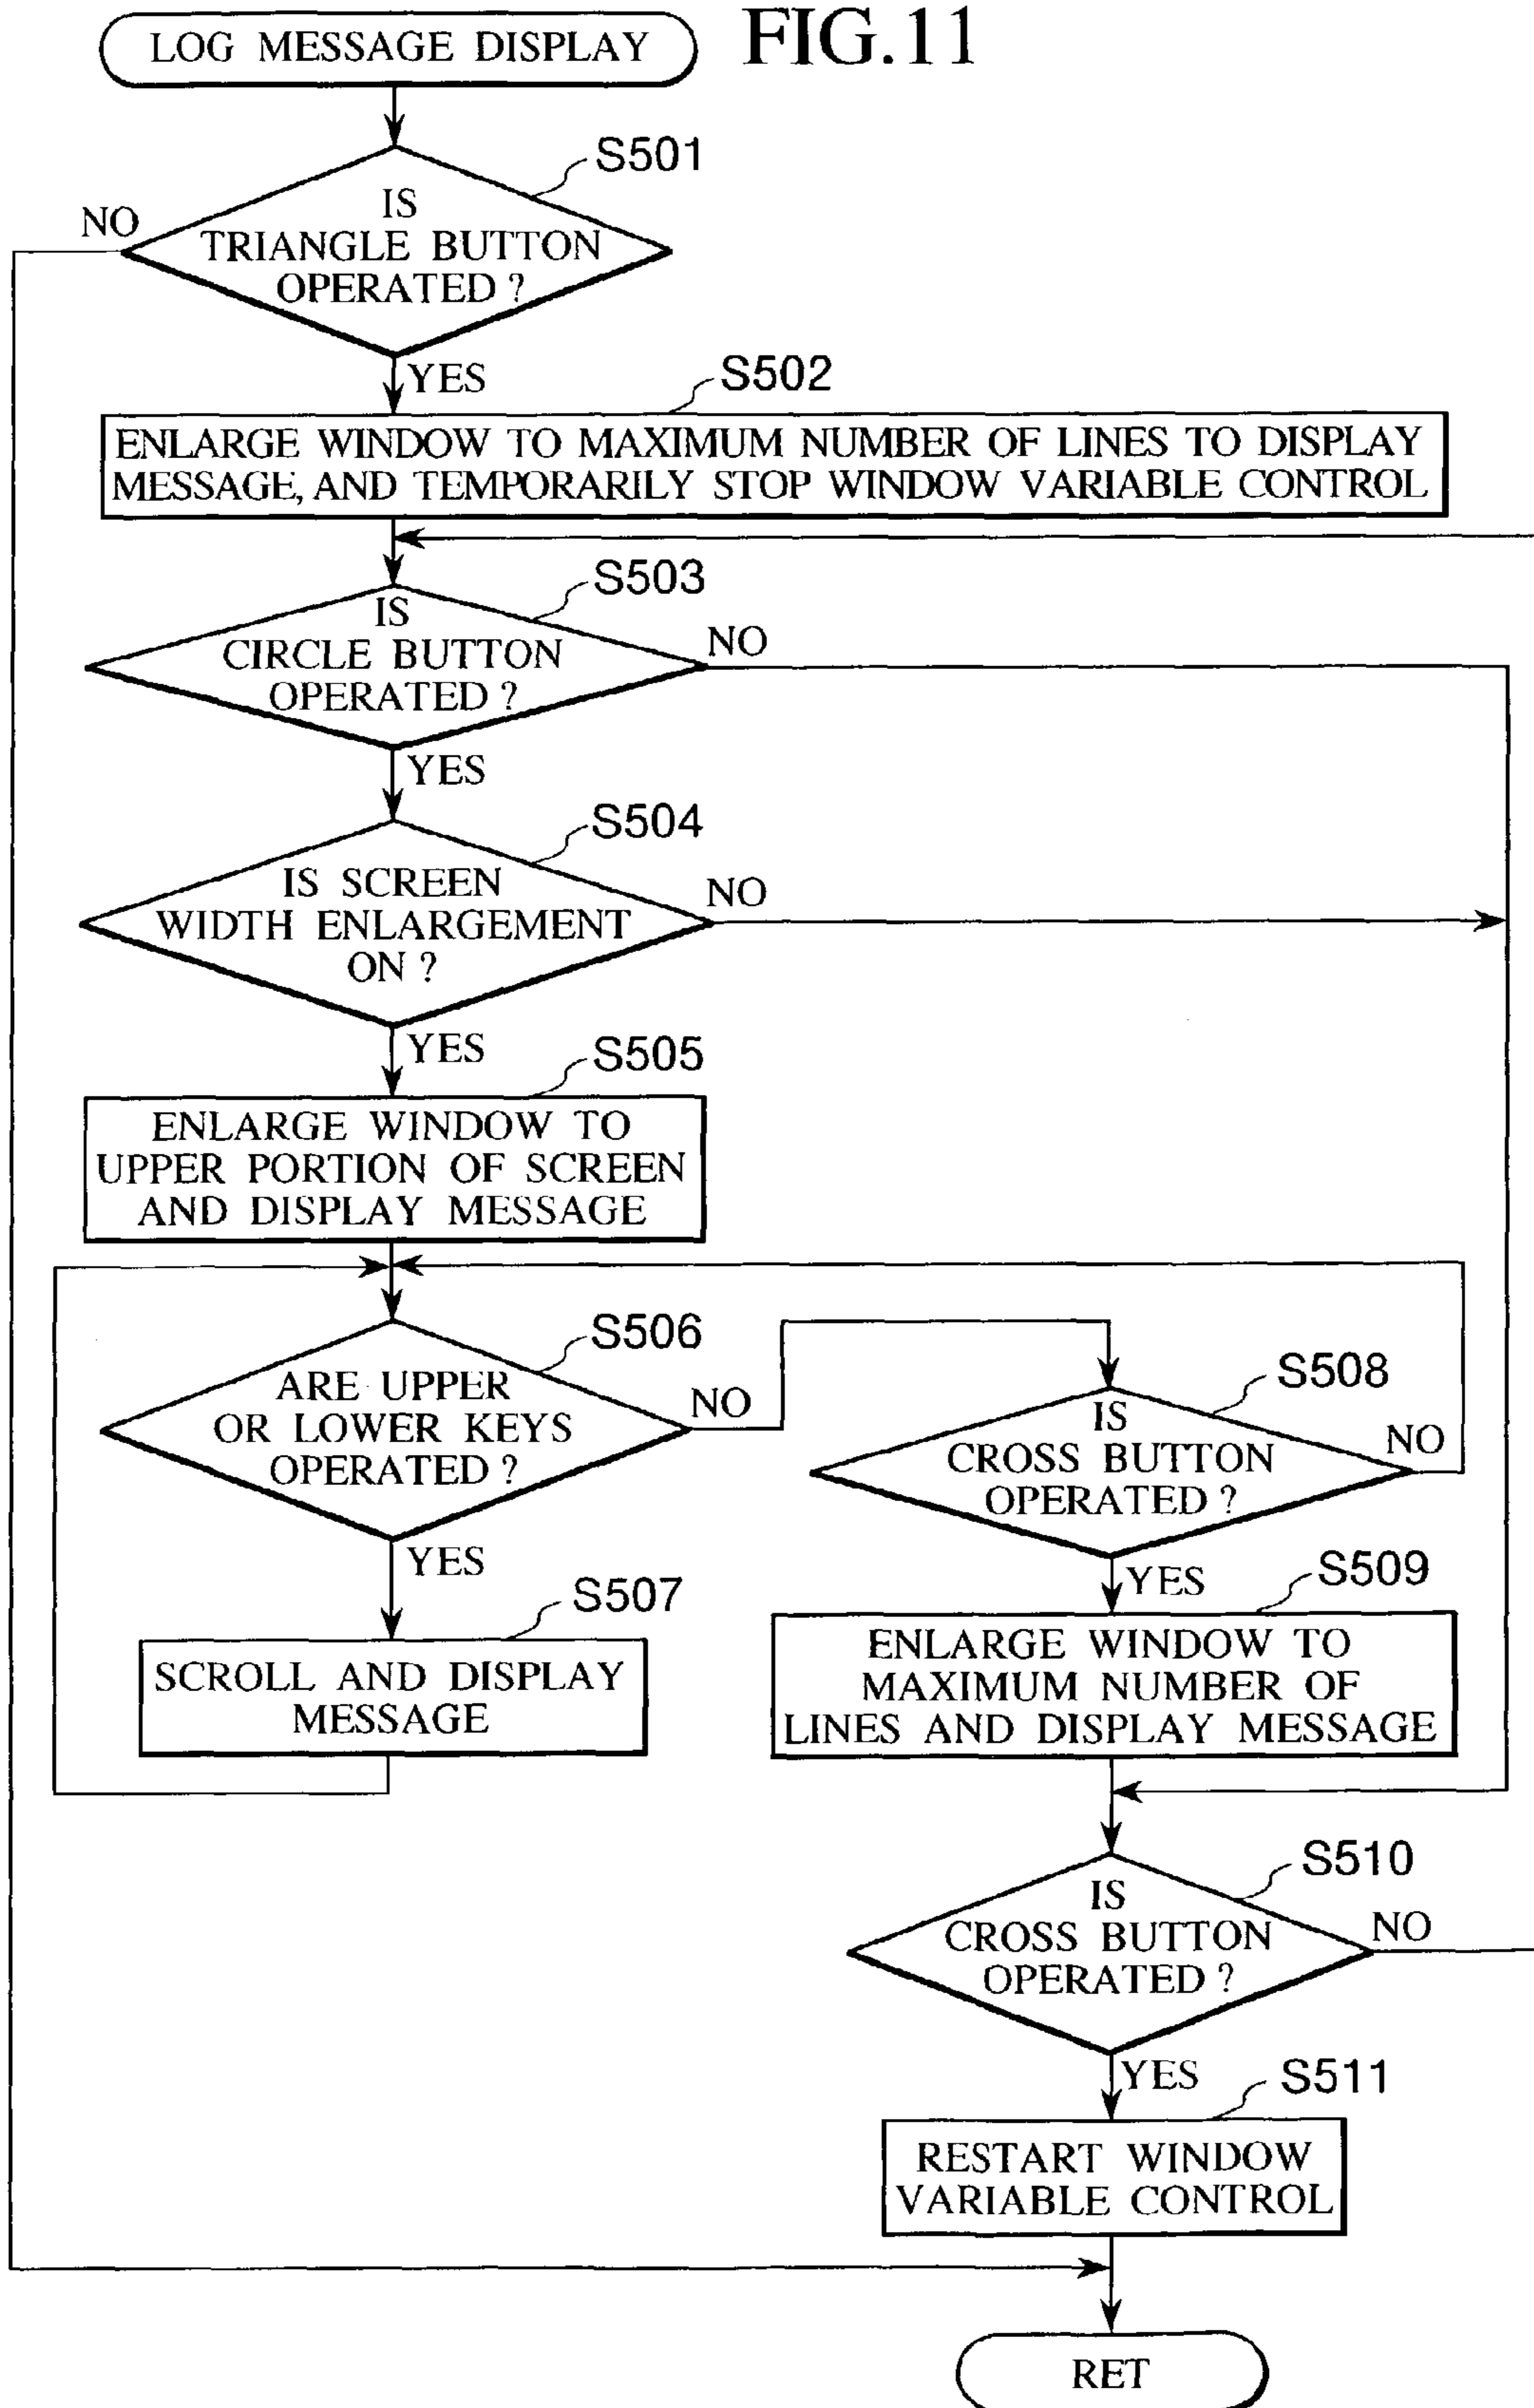 FIG.11
LOG MESSAGE DISPLAY
S501
IS
TRIANGLE BUTTON
OPERATED ?
NO
YES
S502
ENLARGE WINDOW TO MAXIMUM NUMBER OF LINES TO DISPLAY
MESSAGE, AND TEMPORARILY STOP WINDOW VARIABLE CONTROL
S503
IS
CIRCLE BUTTON
OPERATED ?
NO
YES
S504
IS SCREEN
WIDTH ENLARGEMENT
ON ?
NO
YES
S505
ENLARGE WINDOW TO
UPPER PORTION OF SCREEN
AND DISPLAY MESSAGE
S506
ARE UPPER
OR LOWER KEYS
OPERATED ?
NO
YES
S507
SCROLL AND DISPLAY
MESSAGE
S508
IS
CROSS BUTTON
OPERATED ?
NO
YES
S509
ENLARGE WINDOW TO
MAXIMUM NUMBER OF
LINES AND DISPLAY MESSAGE
S510
IS
CROSS BUTTON
OPERATED ?
NO
YES
S511
RESTART WINDOW
VARIABLE CONTROL
RET